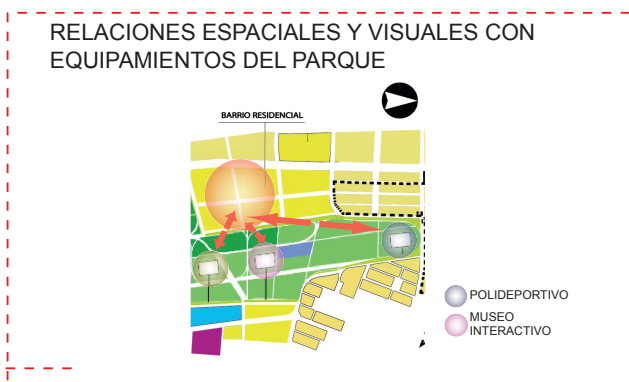 RELACIONES ESPACIALES Y VISUALES CON
EQUIPAMIENTOS DEL PARQUE
BARRIO RESIDENCIAL
POLIDEPORTIVO
MUSEO
INTERACTIVO